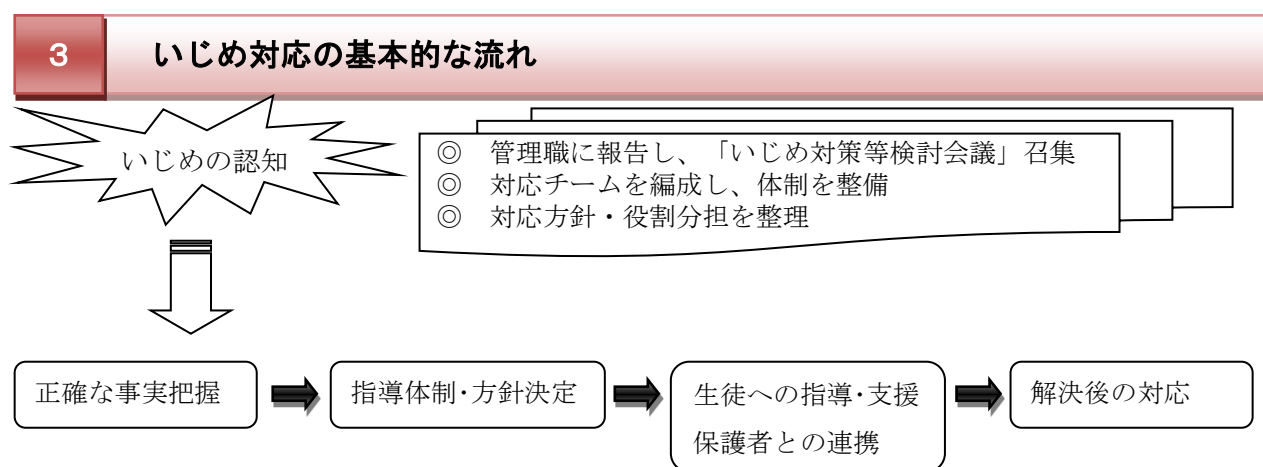 3 いじめ対応の基本的な流れ
いじめの認知
◎ 管理職に報告し、「いじめ対策等検討会議」召集
◎ 対応チームを編成し、体制を整備
◎ 対応方針・役割分担を整理
正確な事実把握
指導体制・方針決定
生徒への指導・支援
保護者との連携
解決後の対応